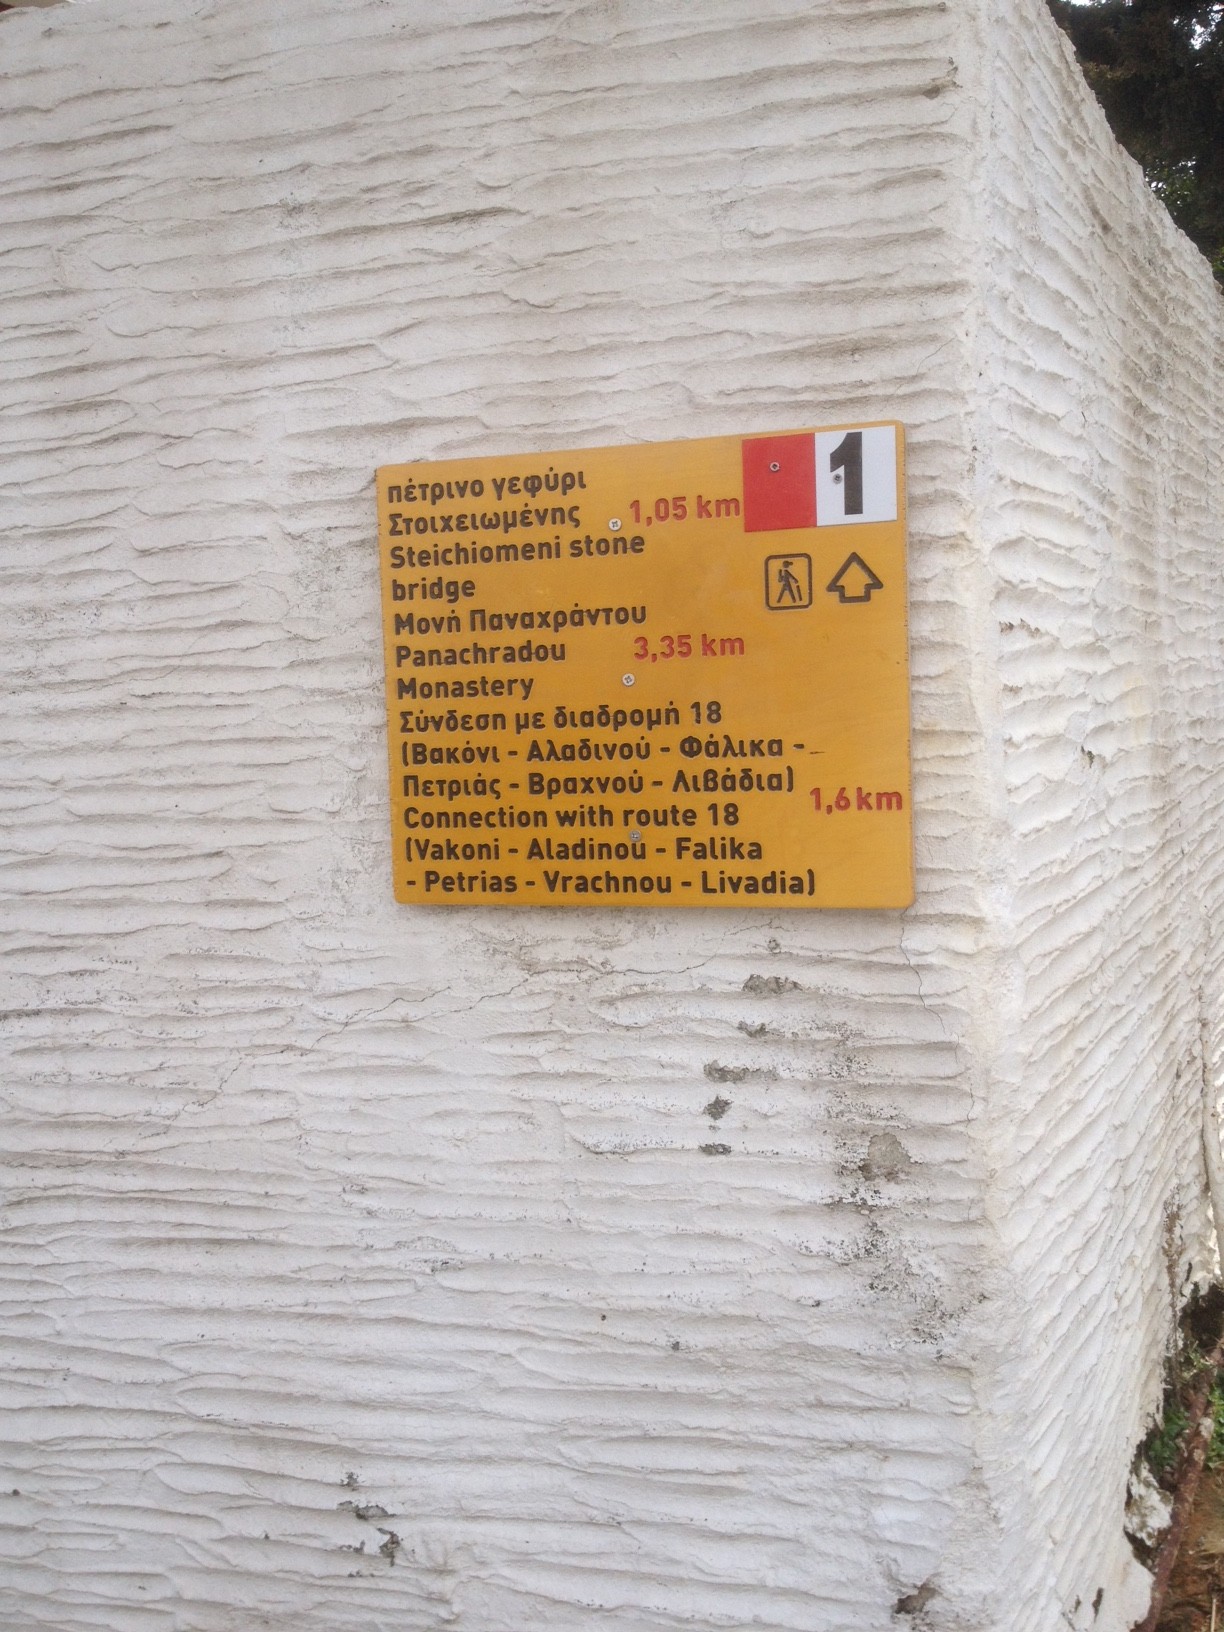 πέτρινο γεφύρι
Στοιχειωμένης 1,05 km
Steichiomeni stone
bridge
Μονή Παναχράντου
Panachradou 3,35 km
Monastery
Σύνδεση με διαδρομή 18
(Βακόνι - Αλαδινού - Φάλικα -
Πετριάς - Βραχνού - Λιβάδια) 1,6 km
Connection with route 18
(Vakoni - Aladinou - Falika
- Petrias - Vrachnou - Livadia)
1